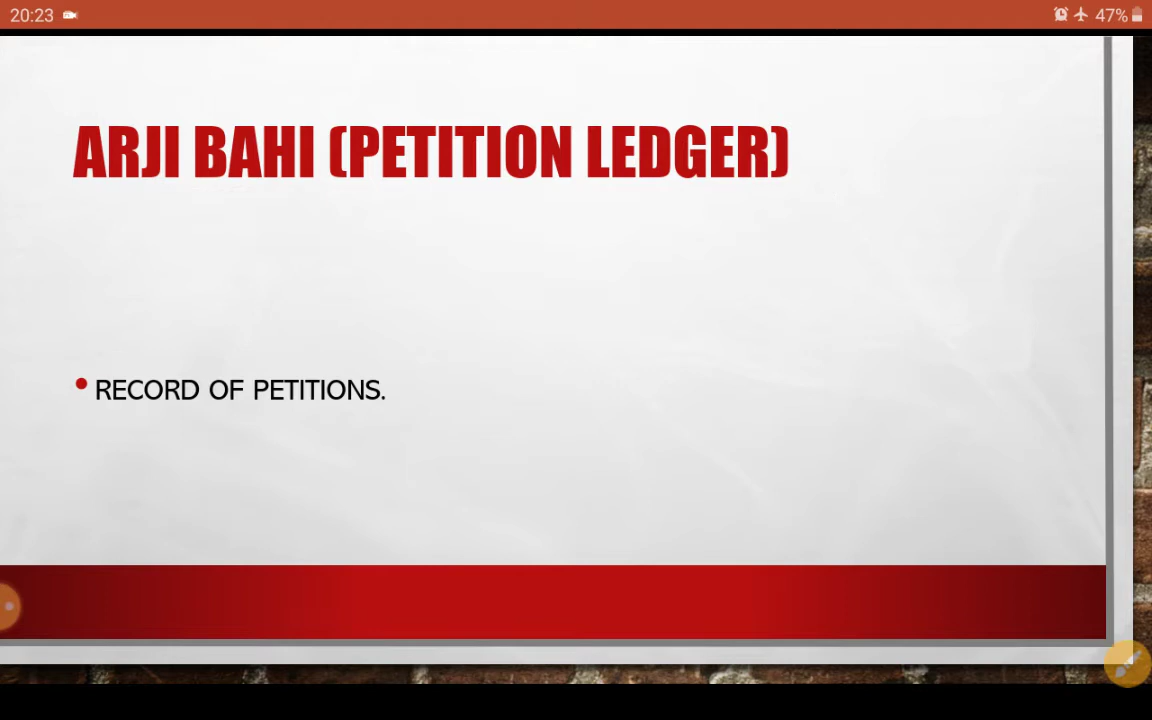 20:23
47%
ARJI BAHI (PETITION LEDGER)
• RECORD OF PETITIONS.